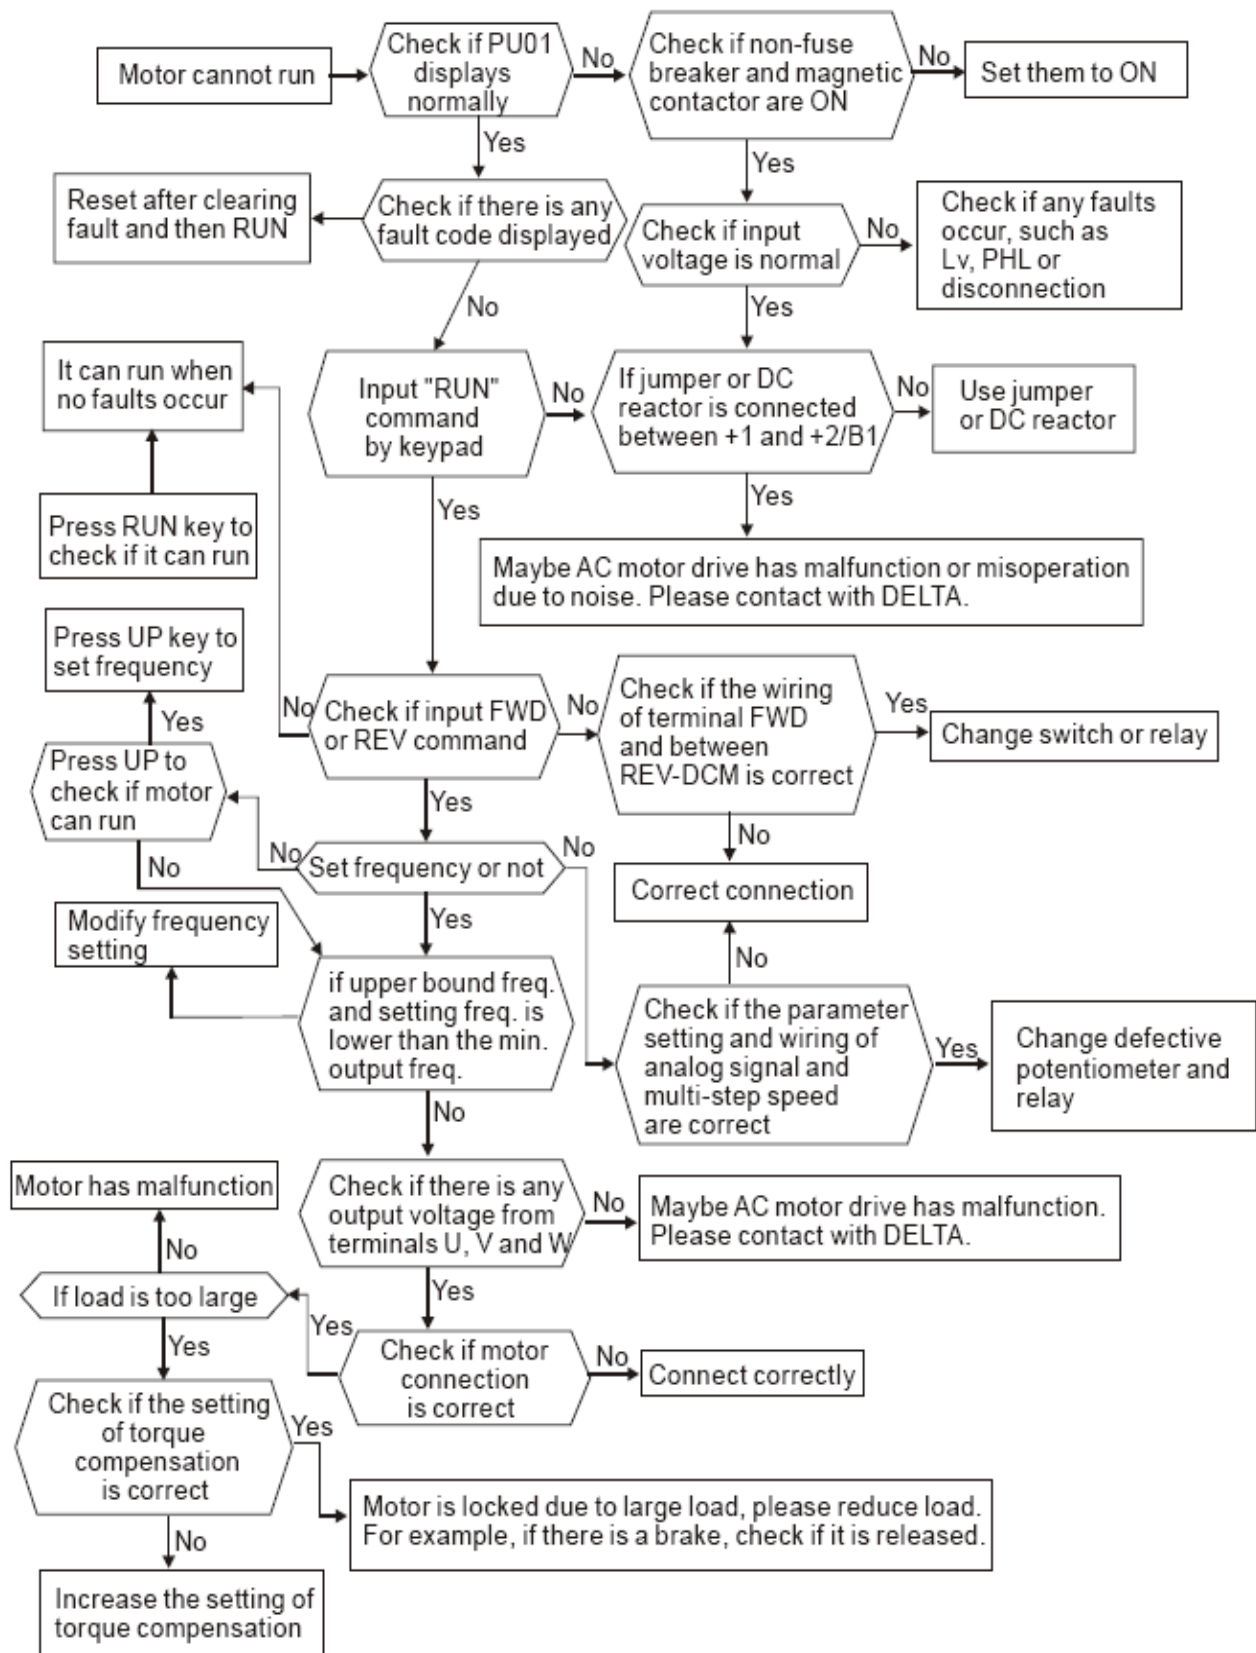 Motor cannot run
Check if PU01
displays
normally
No
Check if non-fuse
breaker and magnetic
contactor are ON
No
Set them to ON
Yes
Yes
Reset after clearing
fault and then RUN
Check if there is any
fault code displayed
Check if input
voltage is normal
No
Check if any faults
occur, such as
Lv, PHL or
disconnection
No
Yes
It can run when
no faults occur
Input "RUN"
command
by keypad
No
If jumper or DC
reactor is connected
between +1 and +2/B1
No
Use jumper
or DC reactor
Yes
Yes
Press RUN key to
check if it can run
Maybe AC motor drive has malfunction or misoperation
due to noise. Please contact with DELTA.
Press UP key to
set frequency
Yes
No
Check if input FWD
or REV command
No
Check if the wiring
of terminal FWD
and between
REV-DCM is correct
Yes
Change switch or relay
Press UP to
check if motor
can run
Yes
No
No
No
Set frequency or not
No
Correct connection
Yes
No
Modify frequency
setting
if upper bound freq.
and setting freq. is
lower than the min.
output freq.
Check if the parameter
setting and wiring of
analog signal and
multi-step speed
are correct
Yes
Change defective
potentiometer and
relay
No
Motor has malfunction
Check if there is any
output voltage from
terminals U, V and W
No
Maybe AC motor drive has malfunction.
Please contact with DELTA.
No
If load is too large
Yes
Yes
Yes
Check if motor
connection
is correct
No
Connect correctly
Check if the setting
of torque
compensation
is correct
Yes
Motor is locked due to large load, please reduce load.
For example, if there is a brake, check if it is released.
No
Increase the setting of
torque compensation